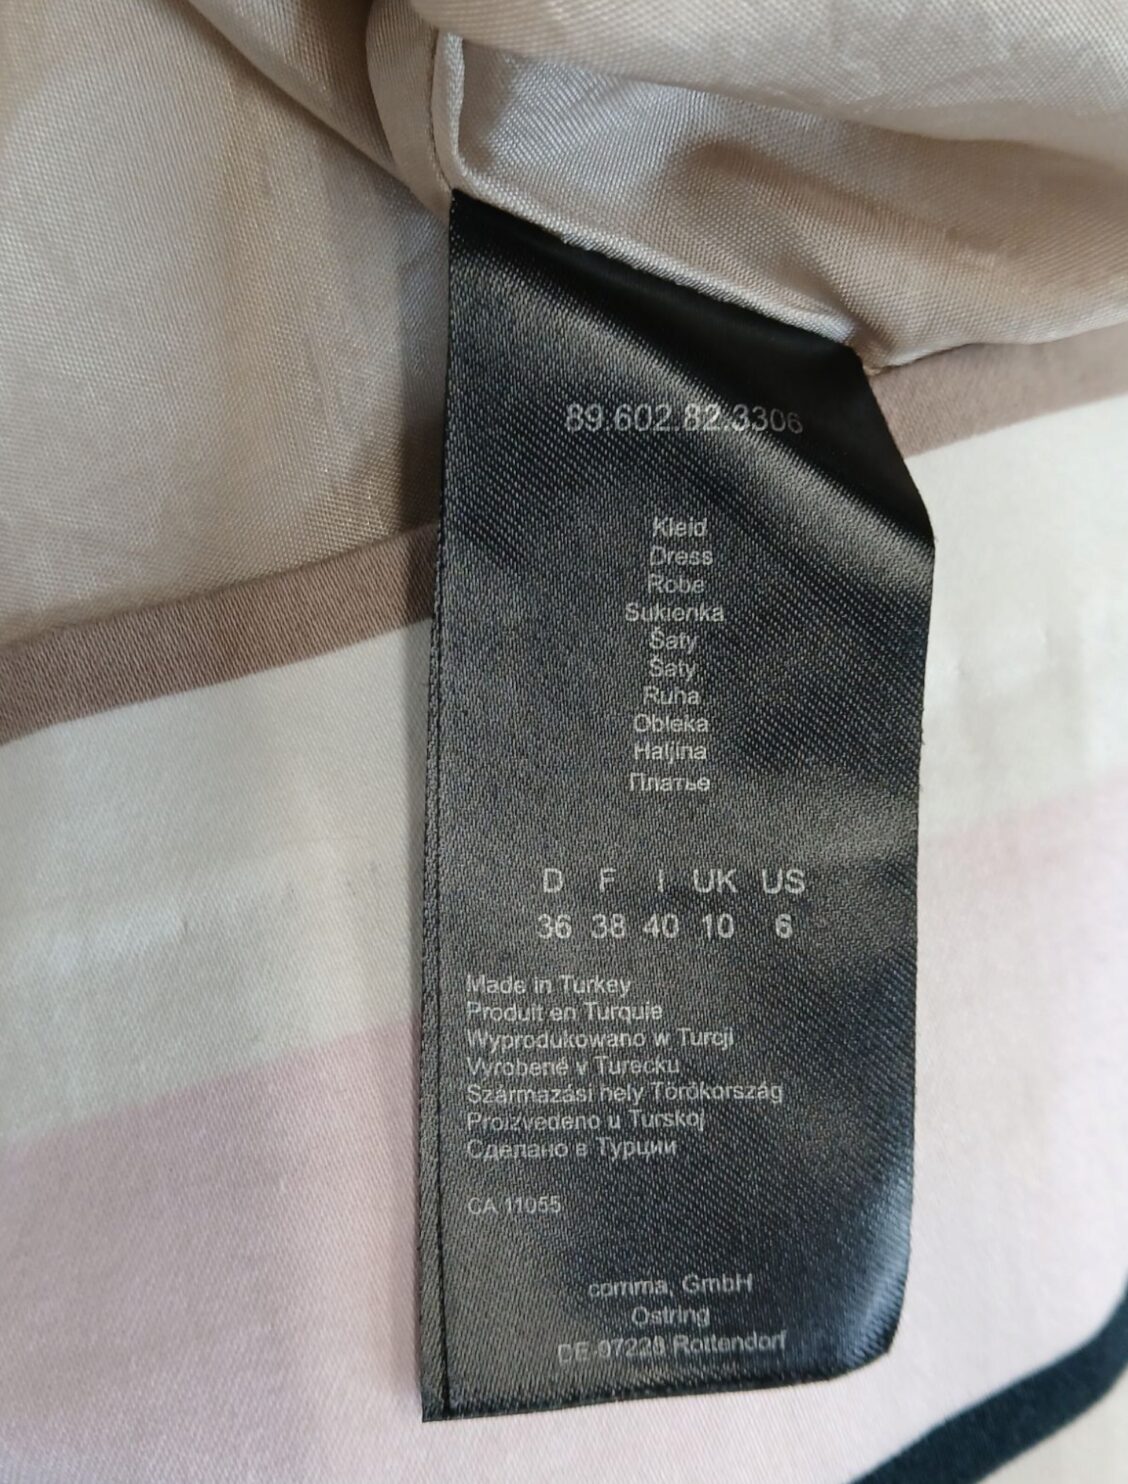 89.602.82.3306
Kleid
Dress
Robe
Sukienka
Šaty
Šaty
Ruha
Obleka
Haljina
Платье
D F I UK US
36 38 40 10 6
Made in Turkey
Produit en Turquie
Wyprodukowano w Turcji
Vyrobené v Turecku
Származási hely Törökország
Proizvedeno u Turskoj
Сделано в Турции
CA 11055
comma, GmbH
Ostring
DE-97228 Rottendorf